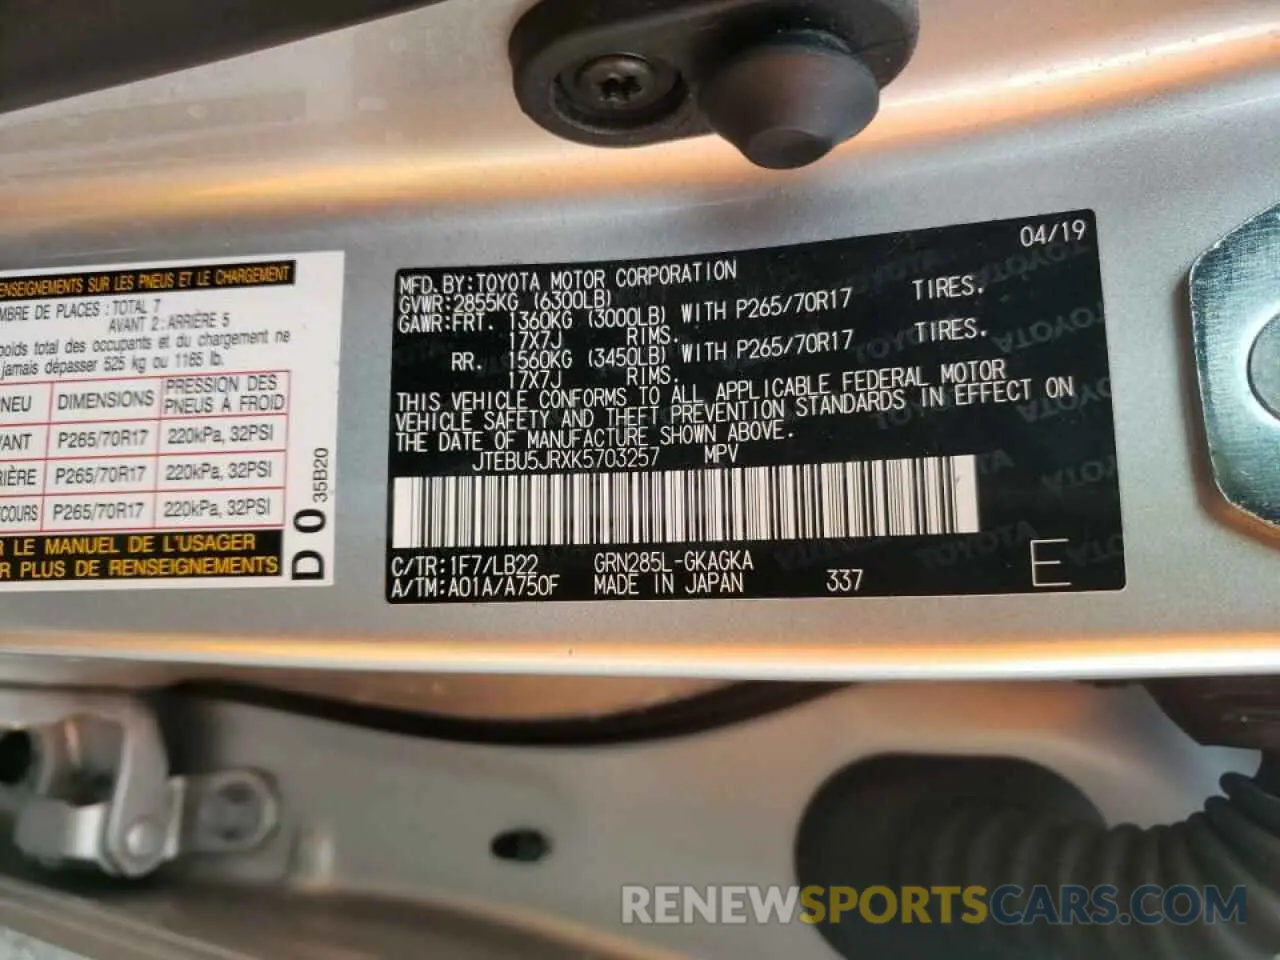 ENSEIGNEMENTS SUR LES PNEUS ET LE CHARGEMENT
MBRE DE PLACES : TOTAL 7
AVANT 2 : ARRIÈRE 5
poids total des occupants et du chargement ne
jamais dépasser 525 kg ou 1165 lb.
NEU DIMENSIONS PRESSION DES PNEUS À FROID
VANT P265/70R17 220kPa, 32PSI
IÈRE P265/70R17 220kPa, 32PSI
COURS P265/70R17 220kPa, 32PSI
R LE MANUEL DE L'USAGER
R PLUS DE RENSEIGNEMENTS
D 0 35B20
04/19
MFD. BY: TOYOTA MOTOR CORPORATION
GVWR: 2855KG (6300LB)
GAWR: FRT. 1360KG (3000LB) WITH P265/70R17 TIRES.
17X7J RIMS.
RR. 1560KG (3450LB) WITH P265/70R17 TIRES.
17X7J RIMS.
THIS VEHICLE CONFORMS TO ALL APPLICABLE FEDERAL MOTOR
VEHICLE SAFETY AND THEFT PREVENTION STANDARDS IN EFFECT ON
THE DATE OF MANUFACTURE SHOWN ABOVE.
JTEBU5JRXK5703257 MPV
C/TR: 1F7/LB22 GRN285L-GKAGKA
A/TM: A01A/A750F MADE IN JAPAN 337 E
RENEWSPORTSCARS.COM